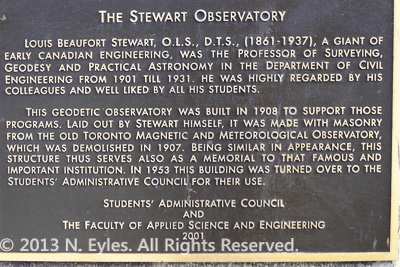 THE STEWART OBSERVATORY
LOUIS BEAUFORT STEWART, O.L.S., D.T.S., (1861-1937), A GIANT OF
EARLY CANADIAN ENGINEERING, WAS THE PROFESSOR OF SURVEYING,
GEODESY AND PRACTICAL ASTRONOMY IN THE DEPARTMENT OF CIVIL
ENGINEERING FROM 1901 TILL 1931. HE WAS HIGHLY REGARDED BY HIS
COLLEAGUES AND WELL LIKED BY ALL HIS STUDENTS.
THIS GEODETIC OBSERVATORY WAS BUILT IN 1908 TO SUPPORT THOSE
PROGRAMS. LAID OUT BY STEWART HIMSELF, IT WAS MADE WITH MASONRY
FROM THE OLD TORONTO MAGNETIC AND METEOROLOGICAL OBSERVATORY,
WHICH WAS DEMOLISHED IN 1907. BEING SIMILAR IN APPEARANCE, THIS
STRUCTURE THUS SERVES ALSO AS A MEMORIAL TO THAT FAMOUS AND
IMPORTANT INSTITUTION. IN 1953 THIS BUILDING WAS TURNED OVER TO THE
STUDENTS' ADMINISTRATIVE COUNCIL FOR THEIR USE.
STUDENTS' ADMINISTRATIVE COUNCIL
AND
THE FACULTY OF APPLIED SCIENCE AND ENGINEERING
2001
© 2013 N. Eyles. All Rights Reserved.